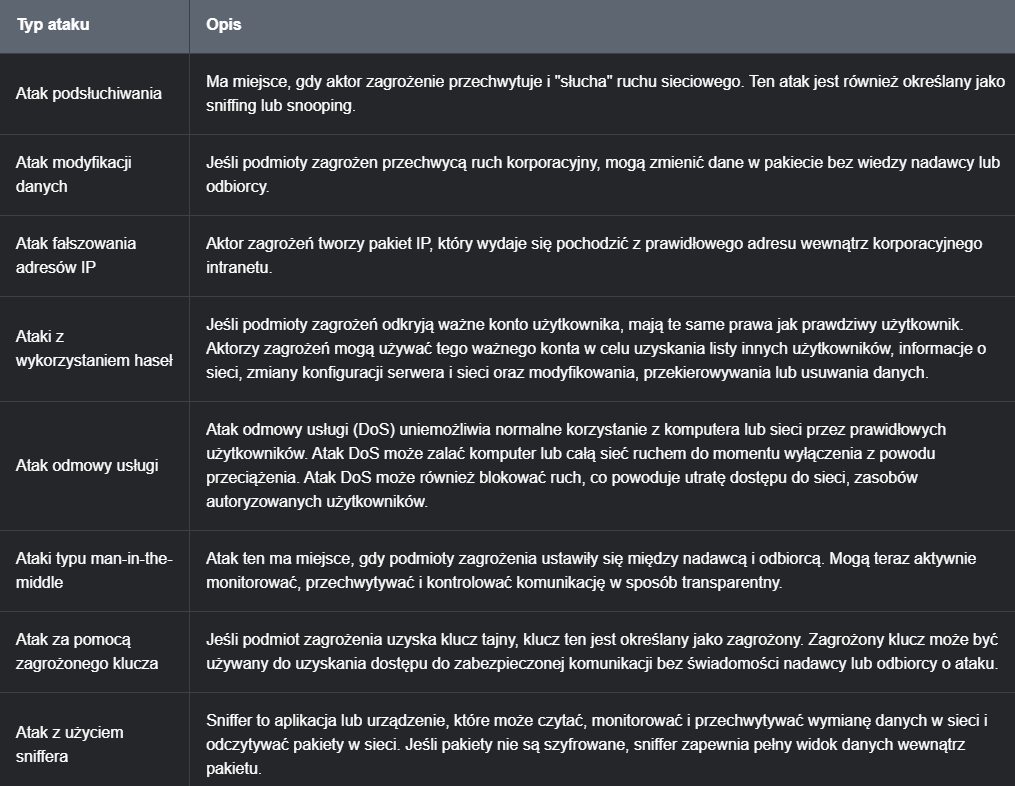 Typ ataku
Opis
Atak podsłuchiwania
Ma miejsce, gdy aktor zagrożenie przechwytuje i "słucha" ruchu sieciowego. Ten atak jest również określany jako
sniffing lub snooping.
Atak modyfikacji
danych
Jeśli podmioty zagrożen przechwycą ruch korporacyjny, mogą zmienić dane w pakiecie bez wiedzy nadawcy lub
odbiorcy.
Atak fałszowania
adresów IP
Aktor zagrożeń tworzy pakiet IP, który wydaje się pochodzić z prawidłowego adresu wewnątrz korporacyjnego
intranetu.
Ataki z
wykorzystaniem haseł
Jeśli podmioty zagrożeń odkryją ważne konto użytkownika, mają te same prawa jak prawdziwy użytkownik.
Aktorzy zagrożeń mogą używać tego ważnego konta w celu uzyskania listy innych użytkowników, informacje o
sieci, zmiany konfiguracji serwera i sieci oraz modyfikowania, przekierowywania lub usuwania danych.
Atak odmowy usługi
Atak odmowy usługi (DoS) uniemożliwia normalne korzystanie z komputera lub sieci przez prawidłowych
użytkowników. Atak DoS może zalać komputer lub całą sieć ruchem do momentu wyłączenia z powodu
przeciążenia. Atak DoS może również blokować ruch, co powoduje utratę dostępu do sieci, zasobów
autoryzowanych użytkowników.
Ataki typu man-in-the-
middle
Atak ten ma miejsce, gdy podmioty zagrożenia ustawiły się między nadawcą i odbiorcą. Mogą teraz aktywnie
monitorować, przechwytywać i kontrolować komunikację w sposób transparentny.
Atak za pomocą
zagrożonego klucza
Jeśli podmiot zagrożenia uzyska klucz tajny, klucz ten jest określany jako zagrożony. Zagrożony klucz może być
używany do uzyskania dostępu do zabezpieczonej komunikacji bez świadomości nadawcy lub odbiorcy o ataku.
Atak z użyciem
sniffera
Sniffer to aplikacja lub urządzenie, które może czytać, monitorować i przechwytywać wymianę danych w sieci i
odczytywać pakiety w sieci. Jeśli pakiety nie są szyfrowane, sniffer zapewnia pełny widok danych wewnątrz
pakietu.